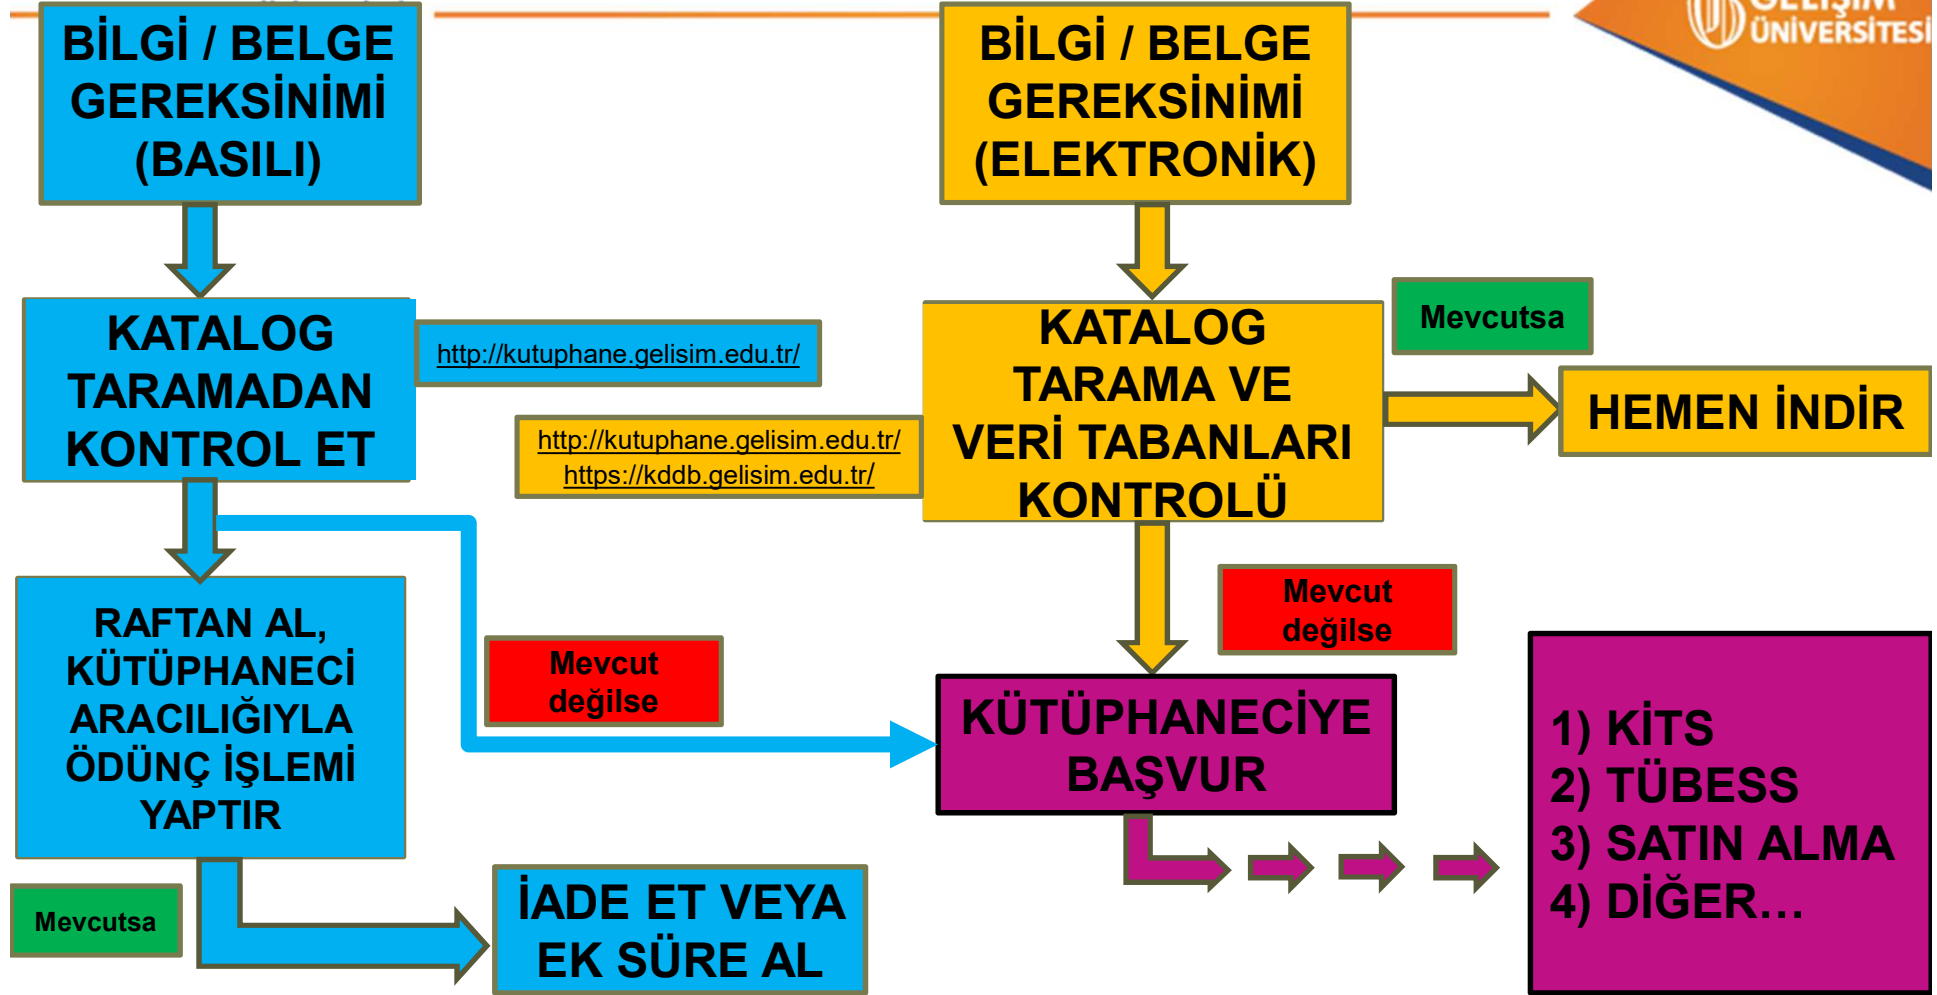 GELİŞİM
ÜNİVERSİTESİ
BİLGİ / BELGE
GEREKSİNİMİ
(BASILI)
BİLGİ / BELGE
GEREKSİNİMİ
(ELEKTRONİK)
KATALOG
TARAMADAN
KONTROL ET
http://kutuphane.gelisim.edu.tr/
http://kutuphane.gelisim.edu.tr/
https://kddb.gelisim.edu.tr/
KATALOG
TARAMA VE
VERİ TABANLARI
KONTROLÜ
Mevcutsa
HEMEN İNDİR
RAFTAN AL,
KÜTÜPHANECİ
ARACILIĞIYLA
ÖDÜNÇ İŞLEMİ
YAPTIR
Mevcut
değilse
Mevcut
değilse
KÜTÜPHANECİYE
BAŞVUR
1) KİTS
2) TÜBESS
3) SATIN ALMA
4) DİĞER…
Mevcutsa
İADE ET VEYA
EK SÜRE AL